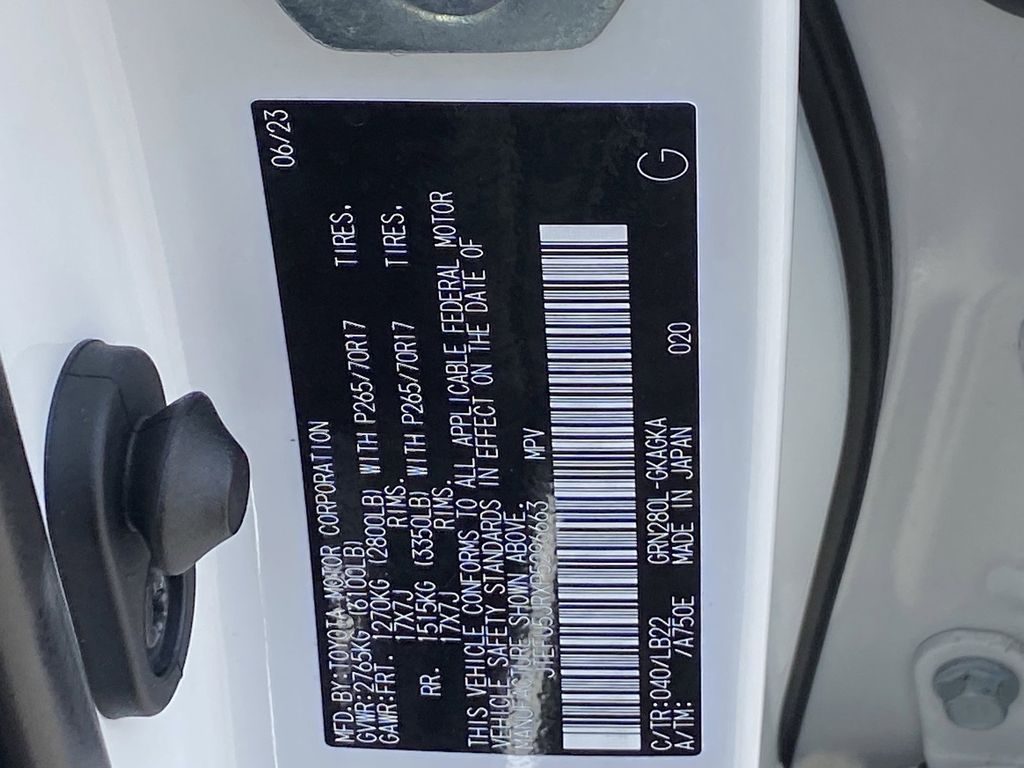 06/23
MFD.BY:TOYOTA MOTOR CORPORATION
GVWR:2765KG (6100LB)
GAWR:FRT. 1270KG (2800LB) WITH P265/70R17 TIRES,
17X7J RIMS.
RR. 1515KG (3350LB) WITH P265/70R17 TIRES,
17X7J RIMS.
THIS VEHICLE CONFORMS TO ALL APPLICABLE FEDERAL MOTOR
VEHICLE SAFETY STANDARDS IN EFFECT ON THE DATE OF
MANUFACTURE SHOWN ABOVE.
MPV
C/TR:040/LB22 GRN280L -GKAGKA 020
A/TM: /A750E MADE IN JAPAN
G